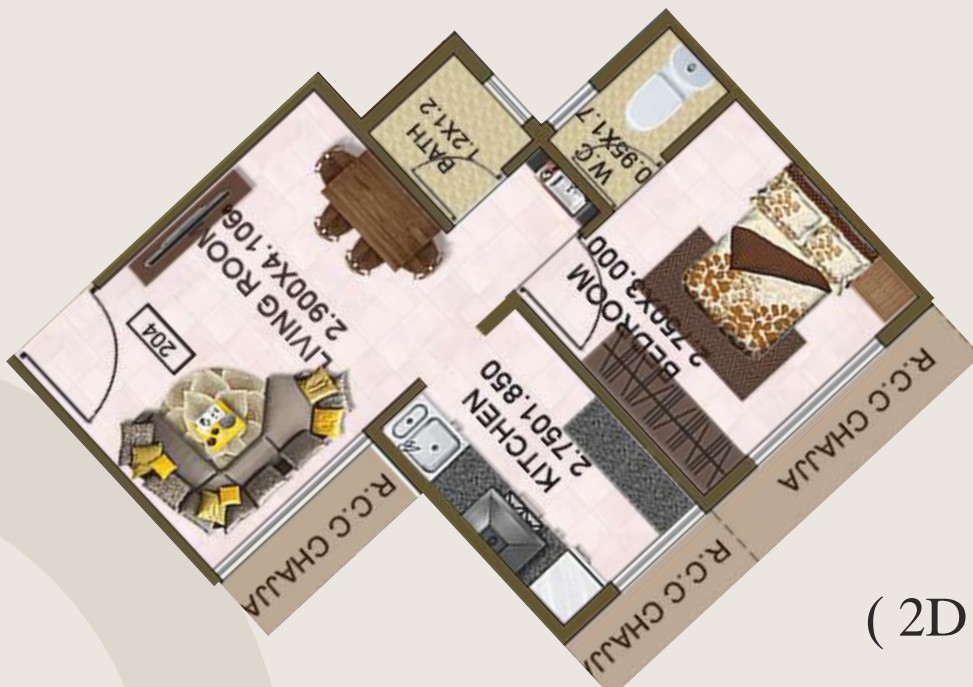 BATH
1.2X1.2
W.C
0.95X1.7
LIVING ROOM
2.900X4.106
204
BEDROOM
2.750X3.000
KITCHEN
2.7501.850
R.C.C CHAJJA
R.C.C CHAJJA
R.C.C CHAJJA
( 2D